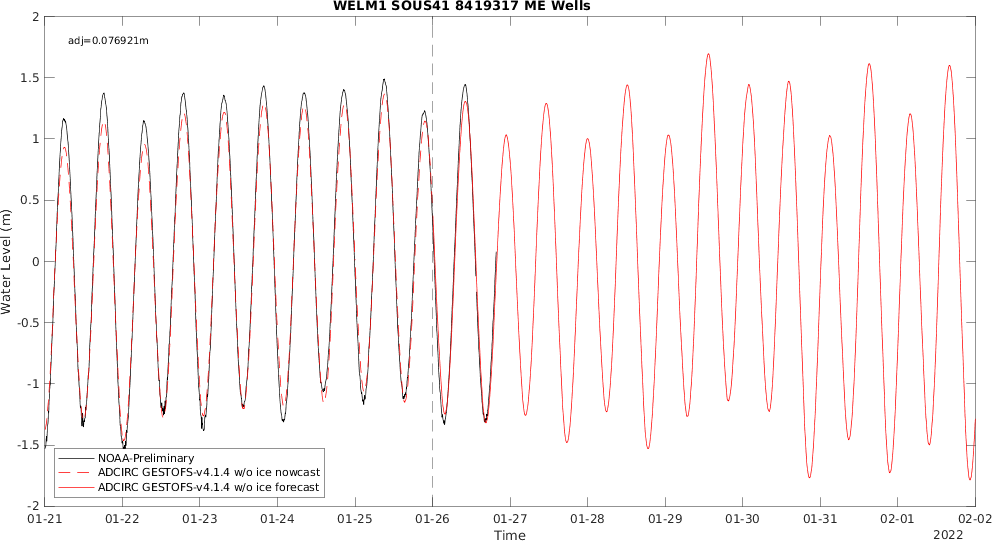 WELM1 SOUS41 8419317 ME Wells
adj=0.076921m
Water Level (m)
2
1.5
1
0.5
0
-0.5
-1
-1.5
-2
NOAA-Preliminary
ADCIRC GESTOFS-v4.1.4 w/o ice nowcast
ADCIRC GESTOFS-v4.1.4 w/o ice forecast
01-21 01-22 01-23 01-24 01-25 01-26 01-27 01-28 01-29 01-30 01-31 02-01 02-02
Time
2022